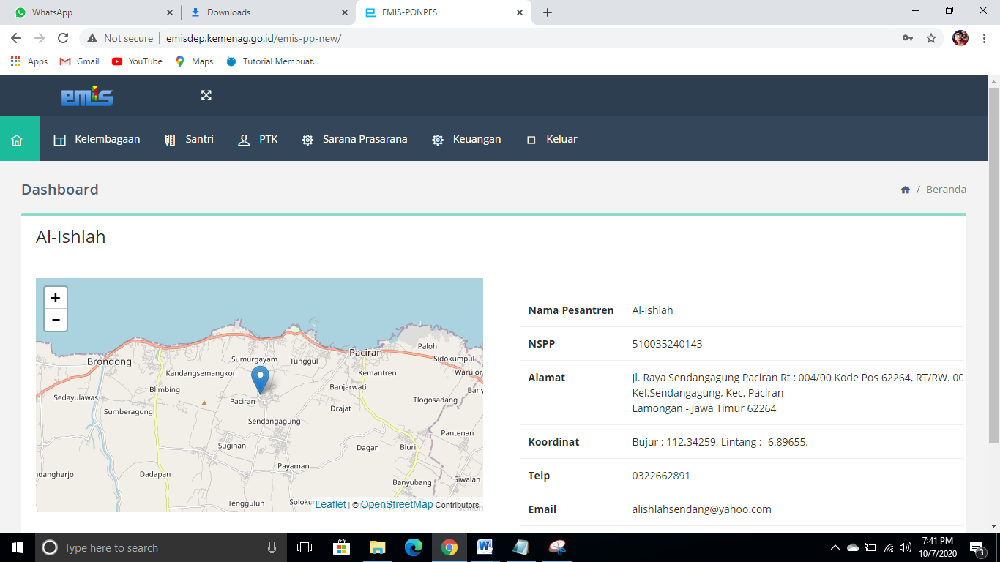 WhatsApp
Downloads
EMIS-PONPES
Not secure
emisdep.kemenag.go.id/emis-pp-new/
Apps
Gmail
YouTube
Maps
Tutorial Membuat...
emis
Kelembagaan
Santri
PTK
Sarana Prasarana
Keuangan
Keluar
Dashboard
/ Beranda
Al-Ishlah
+
−
Brondong
Sumurgayam
Tunggul
Paciran
Paloh
Sidokumpul
Kandangsemangkon
Kemantren
Warulor
Blimbing
Banjarwati
Sedayulawas
Paciran
Tlogosadang
Sumberagung
Drajat
Sendangagung
Pantenan
Sugihan
Dagan
Bluri
Payaman
Dadapan
Siwalan
Banyubang
Tenggulun
Leaflet | © OpenStreetMap Contributors
Nama Pesantren Al-Ishlah
NSPP 510035240143
Alamat Jl. Raya Sendangagung Paciran Rt : 004/00 Kode Pos 62264, RT/RW. 00
Kel.Sendangagung, Kec. Paciran
Lamongan - Jawa Timur 62264
Koordinat Bujur : 112.34259, Lintang : -6.89655,
Telp 0322662891
Email alishlahsendang@yahoo.com
Type here to search
7:41 PM
10/7/2020
3